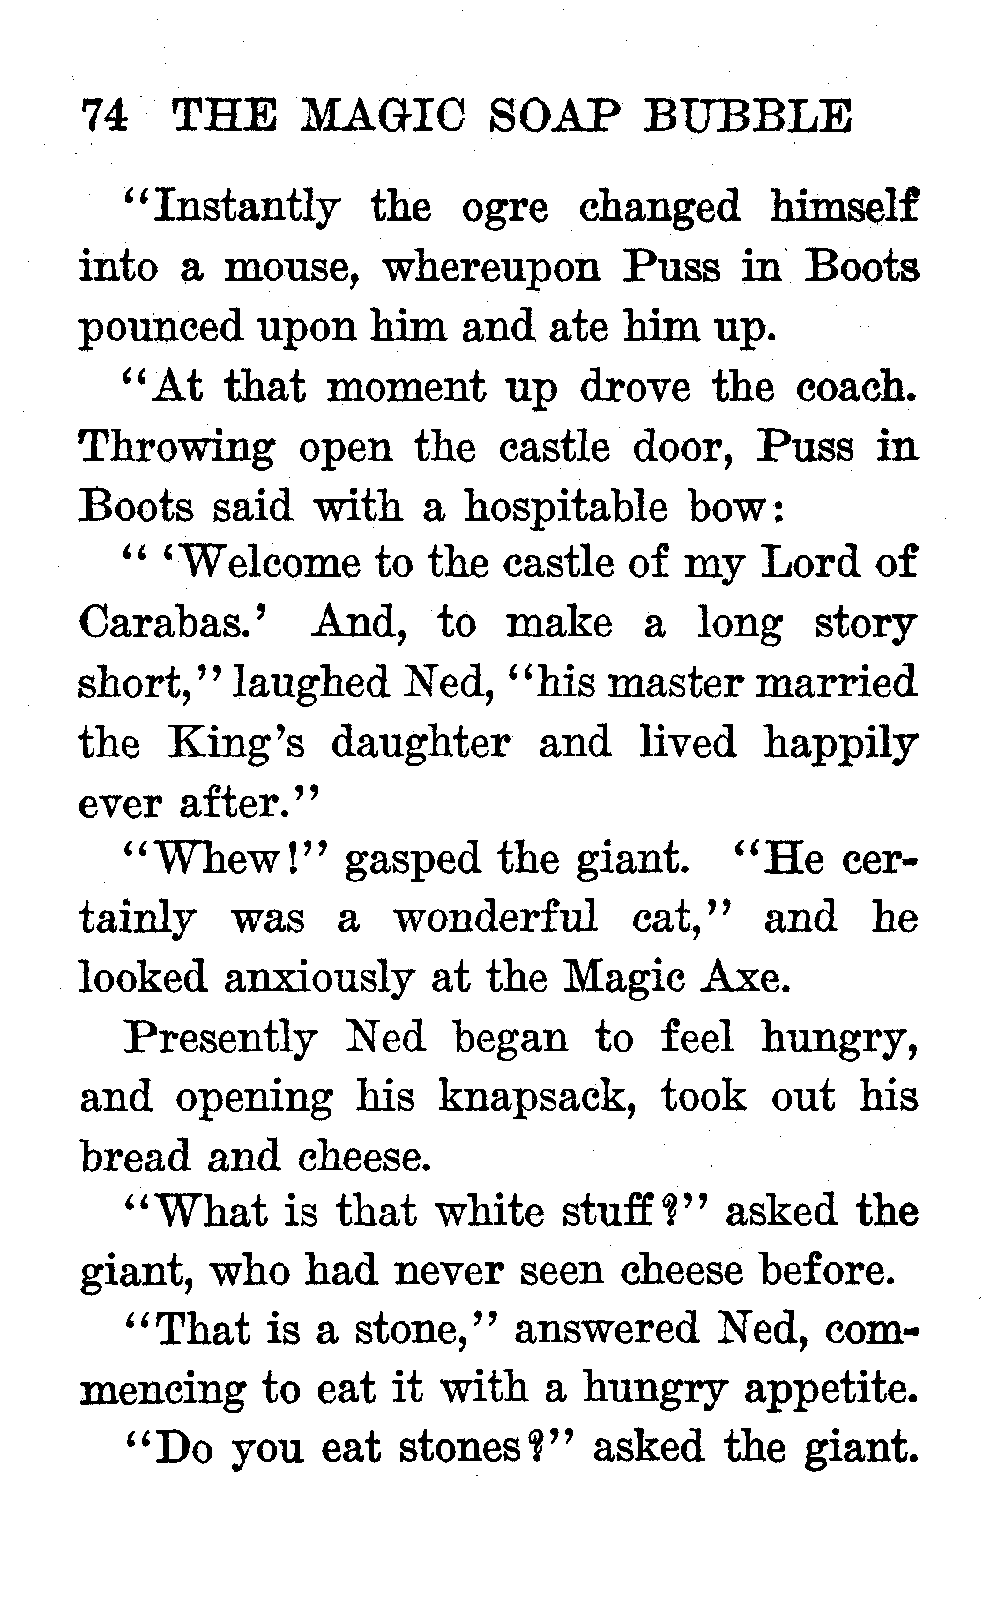 74 THE MAGIC SOAP BUBBLE
“Instantly the ogre changed himself
into a mouse, whereupon Puss in Boots
pounced upon him and ate him up.
“At that moment up drove the coach.
Throwing open the castle door, Puss in
Boots said with a hospitable bow:
“ ‘Welcome to the castle of my Lord of
Carabas.’ And, to make a long story
short,” laughed Ned, “his master married
the King’s daughter and lived happily
ever after.”
“Whew!” gasped the giant. “He cer-
tainly was a wonderful cat,” and he
looked anxiously at the Magic Axe.
Presently Ned began to feel hungry,
and opening his knapsack, took out his
bread and cheese.
“What is that white stuff?” asked the
giant, who had never seen cheese before.
“That is a stone,” answered Ned, com-
mencing to eat it with a hungry appetite.
“Do you eat stones?” asked the giant.